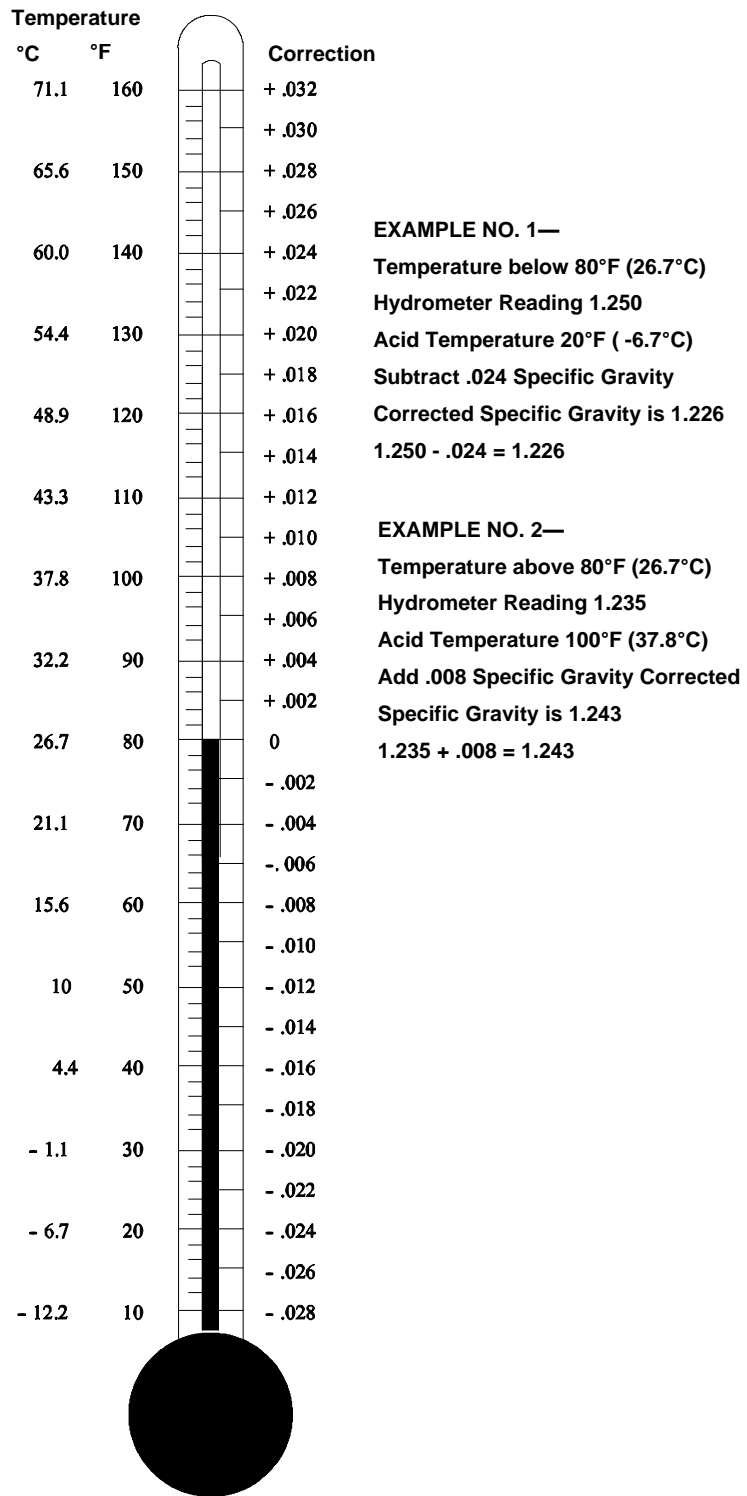 Temperature
°C °F Correction
71.1 160 + .032
+ .030
65.6 150 + .028
+ .026
60.0 140 + .024
+ .022
54.4 130 + .020
+ .018
48.9 120 + .016
+ .014
43.3 110 + .012
+ .010
37.8 100 + .008
+ .006
32.2 90 + .004
+ .002
26.7 80 0
- .002
21.1 70 - .004
-. 006
15.6 60 - .008
- .010
10 50 - .012
- .014
4.4 40 - .016
- .018
- 1.1 30 - .020
- .022
- 6.7 20 - .024
- .026
- 12.2 10 - .028
EXAMPLE NO. 1—
Temperature below 80°F (26.7°C)
Hydrometer Reading 1.250
Acid Temperature 20°F ( -6.7°C)
Subtract .024 Specific Gravity
Corrected Specific Gravity is 1.226
1.250 - .024 = 1.226
EXAMPLE NO. 2—
Temperature above 80°F (26.7°C)
Hydrometer Reading 1.235
Acid Temperature 100°F (37.8°C)
Add .008 Specific Gravity Corrected
Specific Gravity is 1.243
1.235 + .008 = 1.243